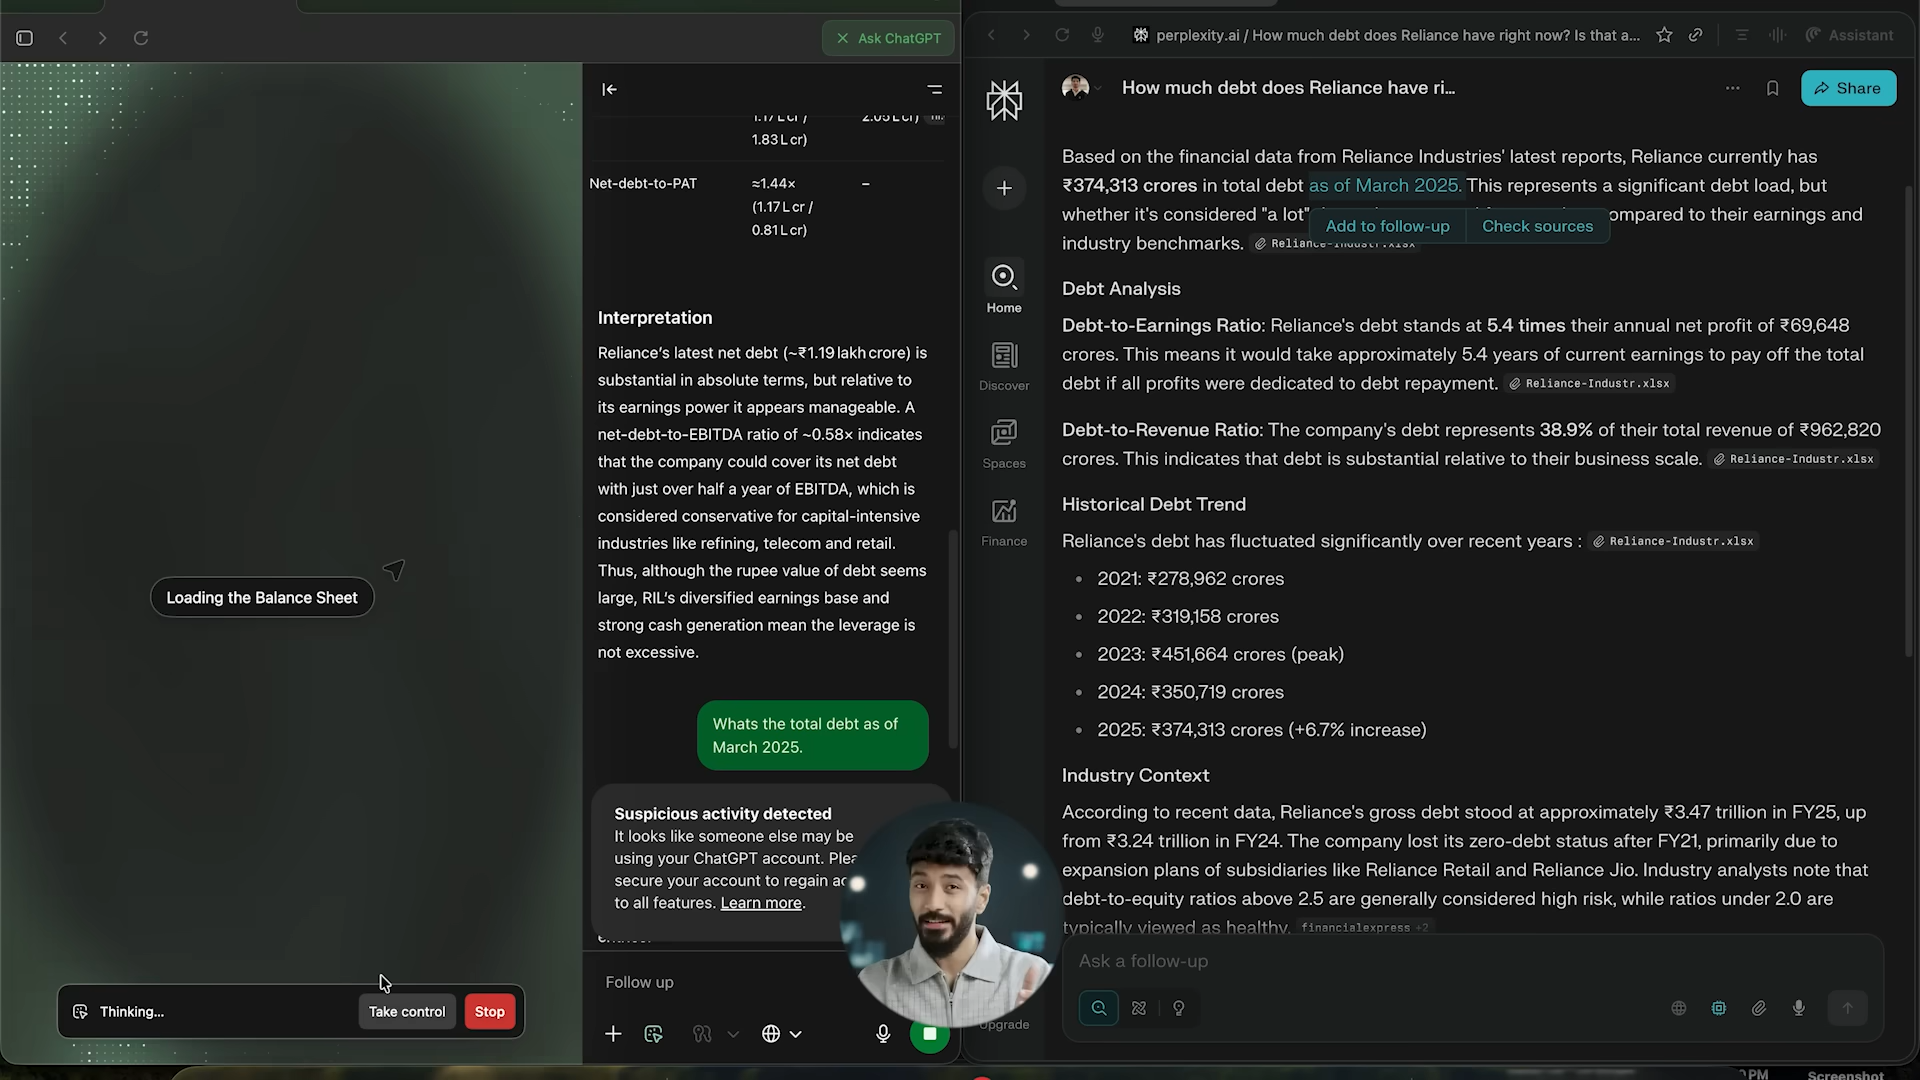 Ask ChatGPT
1.17 L cr /
2.05 L cr)
1.83 L cr)
Net-debt-to-PAT
≈1.44×
–
(1.17 L cr /
0.81 L cr)
Interpretation
Reliance's latest net debt (~₹1.19 lakh crore) is
substantial in absolute terms, but relative to
its earnings power it appears manageable. A
net-debt-to-EBITDA ratio of ~0.58× indicates
that the company could cover its net debt
with just over half a year of EBITDA, which is
considered conservative for capital-intensive
industries like refining, telecom and retail.
Thus, although the rupee value of debt seems
large, RIL's diversified earnings base and
strong cash generation mean the leverage is
not excessive.
Whats the total debt as of
March 2025.
Suspicious activity detected
It looks like someone else may be
using your ChatGPT account. Plea
secure your account to regain ac
to all features. Learn more.
Follow up
Loading the Balance Sheet
Thinking...
Take control
Stop
perplexity.ai / How much debt does Reliance have right now? Is that a...
Assistant
How much debt does Reliance have ri...
Share
Home
Discover
Spaces
Finance
Upgrade
Based on the financial data from Reliance Industries' latest reports, Reliance currently has
₹374,313 crores in total debt as of March 2025. This represents a significant debt load, but
whether it's considered "a lot" ompared to their earnings and
Add to follow-up
Check sources
industry benchmarks. Reliance-Industr.xlsx
Debt Analysis
Debt-to-Earnings Ratio: Reliance's debt stands at 5.4 times their annual net profit of ₹69,648
crores. This means it would take approximately 5.4 years of current earnings to pay off the total
debt if all profits were dedicated to debt repayment. Reliance-Industr.xlsx
Debt-to-Revenue Ratio: The company's debt represents 38.9% of their total revenue of ₹962,820
crores. This indicates that debt is substantial relative to their business scale. Reliance-Industr.xlsx
Historical Debt Trend
Reliance's debt has fluctuated significantly over recent years : Reliance-Industr.xlsx
• 2021: ₹278,962 crores
• 2022: ₹319,158 crores
• 2023: ₹451,664 crores (peak)
• 2024: ₹350,719 crores
• 2025: ₹374,313 crores (+6.7% increase)
Industry Context
According to recent data, Reliance's gross debt stood at approximately ₹3.47 trillion in FY25, up
from ₹3.24 trillion in FY24. The company lost its zero-debt status after FY21, primarily due to
expansion plans of subsidiaries like Reliance Retail and Reliance Jio. Industry analysts note that
debt-to-equity ratios above 2.5 are generally considered high risk, while ratios under 2.0 are
typically viewed as healthy. financialexpress +2
Ask a follow-up
PM
Screenshot